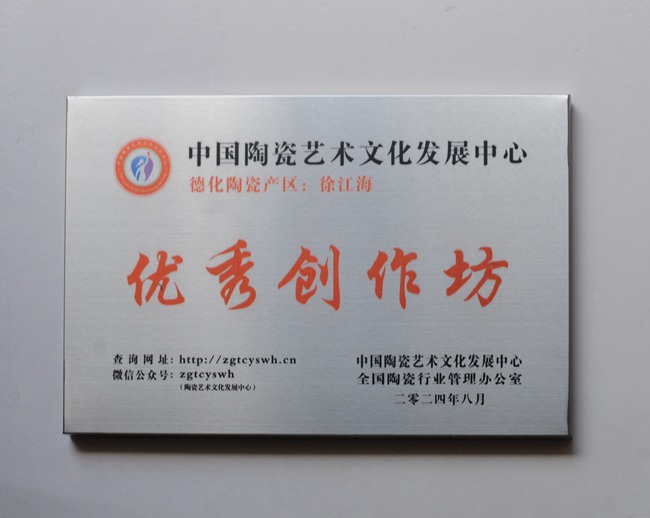 中国陶瓷艺术文化发展中心
德化陶瓷产区：徐江海
优秀创作坊
查询网址：http://zgtcyswh.cn
微信公众号：zgtcyswh
（陶瓷艺术文化发展中心）
中国陶瓷艺术文化发展中心
全国陶瓷行业管理办公室
二零二四年八月